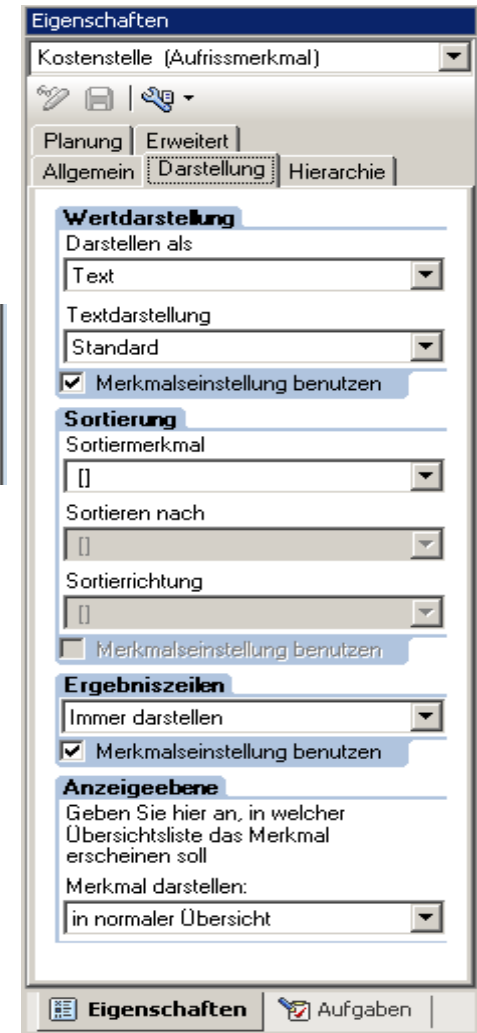 Eigenschaften
Kostenstelle (Aufrissmerkmal)
Planung Erweitert
Allgemein Darstellung Hierarchie
Wertdarstellung
Darstellen als
Text
Textdarstellung
Standard
Merkmalseinstellung benutzen
Sortierung
Sortiermerkmal
[]
Sortieren nach
[]
Sortierrichtung
[]
Merkmalseinstellung benutzen
Ergebniszeilen
Immer darstellen
Merkmalseinstellung benutzen
Anzeigeebene
Geben Sie hier an, in welcher
Übersichtsliste das Merkmal
erscheinen soll
Merkmal darstellen:
in normaler Übersicht
Eigenschaften Aufgaben